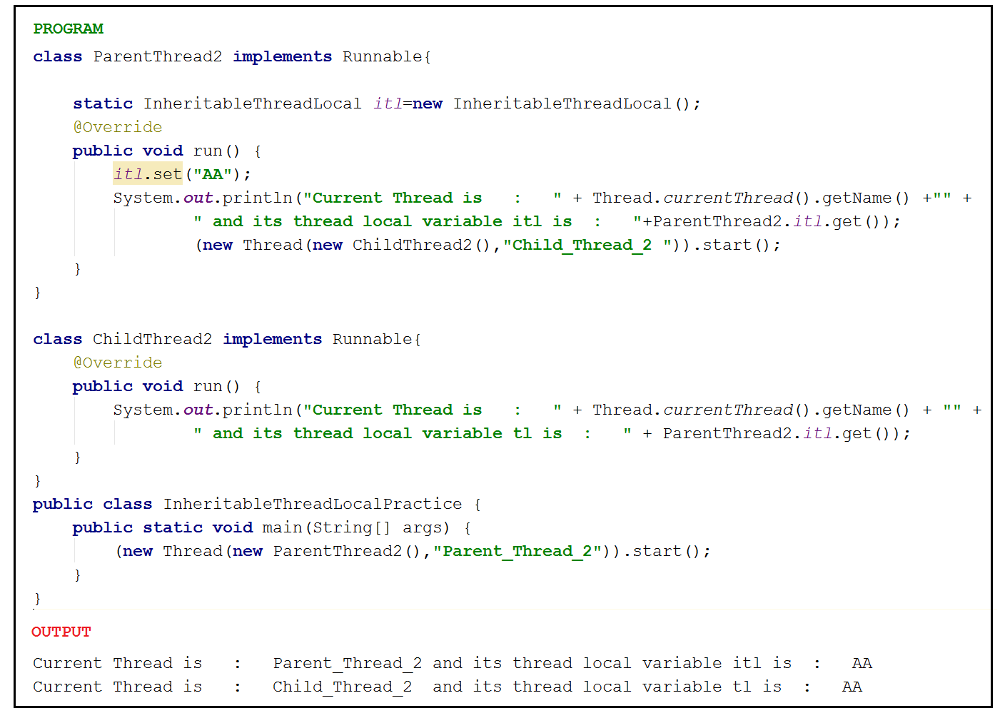 PROGRAM
class ParentThread2 implements Runnable{
static InheritableThreadLocal itl=new InheritableThreadLocal();
@Override
public void run() {
itl.set("AA");
System.out.println("Current Thread is   :   " + Thread.currentThread().getName() +"" +
" and its thread local variable itl is  :   "+ParentThread2.itl.get());
(new Thread(new ChildThread2(),"Child_Thread_2 ")).start();
}
}
class ChildThread2 implements Runnable{
@Override
public void run() {
System.out.println("Current Thread is   :   " + Thread.currentThread().getName() + "" +
" and its thread local variable tl is  :   " + ParentThread2.itl.get());
}
}
public class InheritableThreadLocalPractice {
public static void main(String[] args) {
(new Thread(new ParentThread2(),"Parent_Thread_2")).start();
}
}
OUTPUT
Current Thread is   :   Parent_Thread_2 and its thread local variable itl is  :   AA
Current Thread is   :   Child_Thread_2  and its thread local variable tl is  :   AA